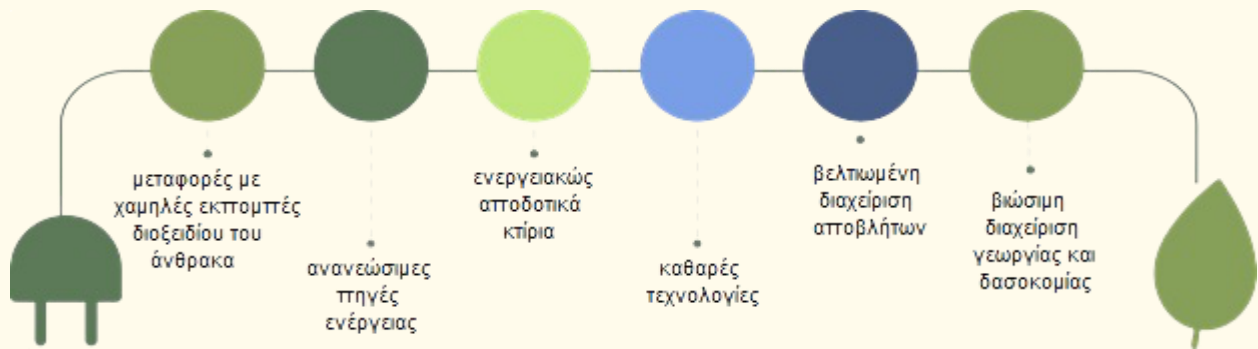 μεταφορές με
χαμηλές εκπομπές
διοξειδίου του
άνθρακα
ανανεώσιμες
πηγές
ενέργειας
ενεργειακώς
αποδοτικά
κτίρια
καθαρές
τεχνολογίες
βελτιωμένη
διαχείριση
αποβλήτων
βιώσιμη
διαχείριση
γεωργίας και
δασοκομίας